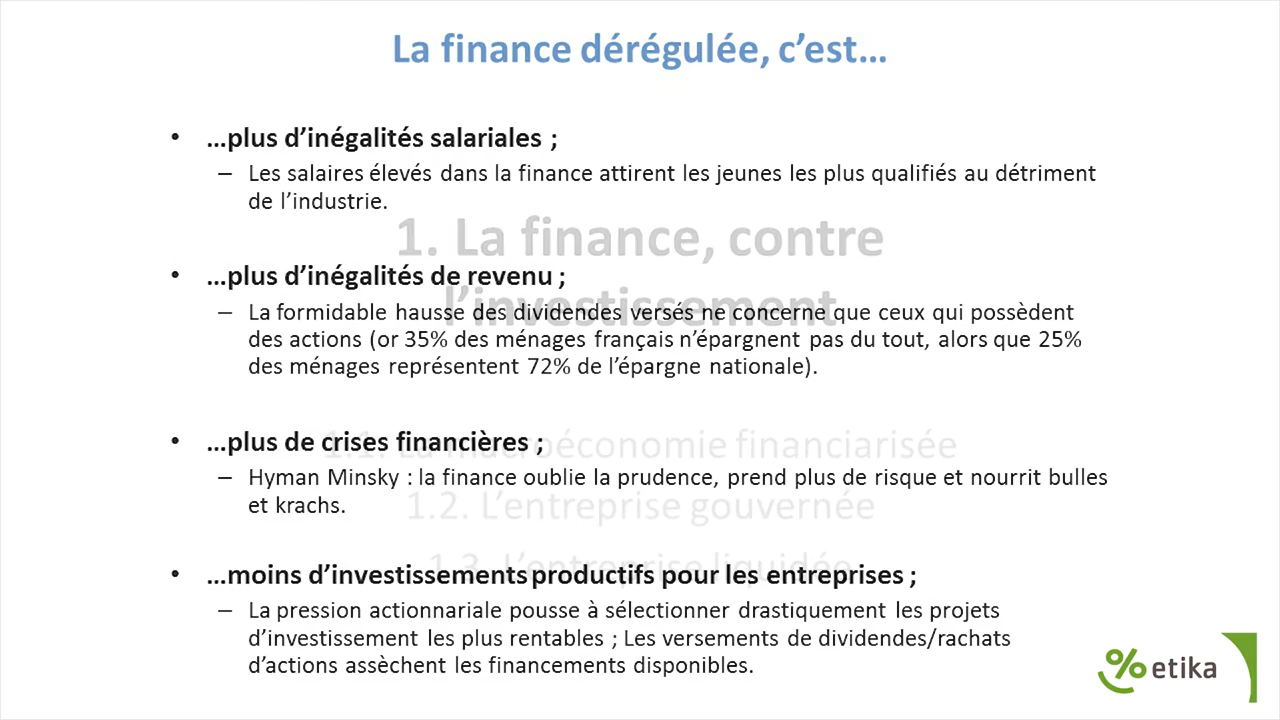 La finance dérégulée, c’est…
• …plus d’inégalités salariales ;
– Les salaires élevés dans la finance attirent les jeunes les plus qualifiés au détriment
de l’industrie.
1. La finance, contre
• …plus d’inégalités de revenu ;
l’investissement
– La formidable hausse des dividendes versés ne concerne que ceux qui possèdent
des actions (or 35% des ménages français n’épargnent pas du tout, alors que 25%
des ménages représentent 72% de l’épargne nationale).
• …plus de crises financières ;
1.1. La macroéconomie financiarisée
– Hyman Minsky : la finance oublie la prudence, prend plus de risque et nourrit bulles
et krachs.
1.2. L’entreprise gouvernée
1.3. L’entreprise liquidée
• …moins d’investissements productifs pour les entreprises ;
– La pression actionnariale pousse à sélectionner drastiquement les projets
d’investissement les plus rentables ; Les versements de dividendes/rachats
d’actions assèchent les financements disponibles.
% etika